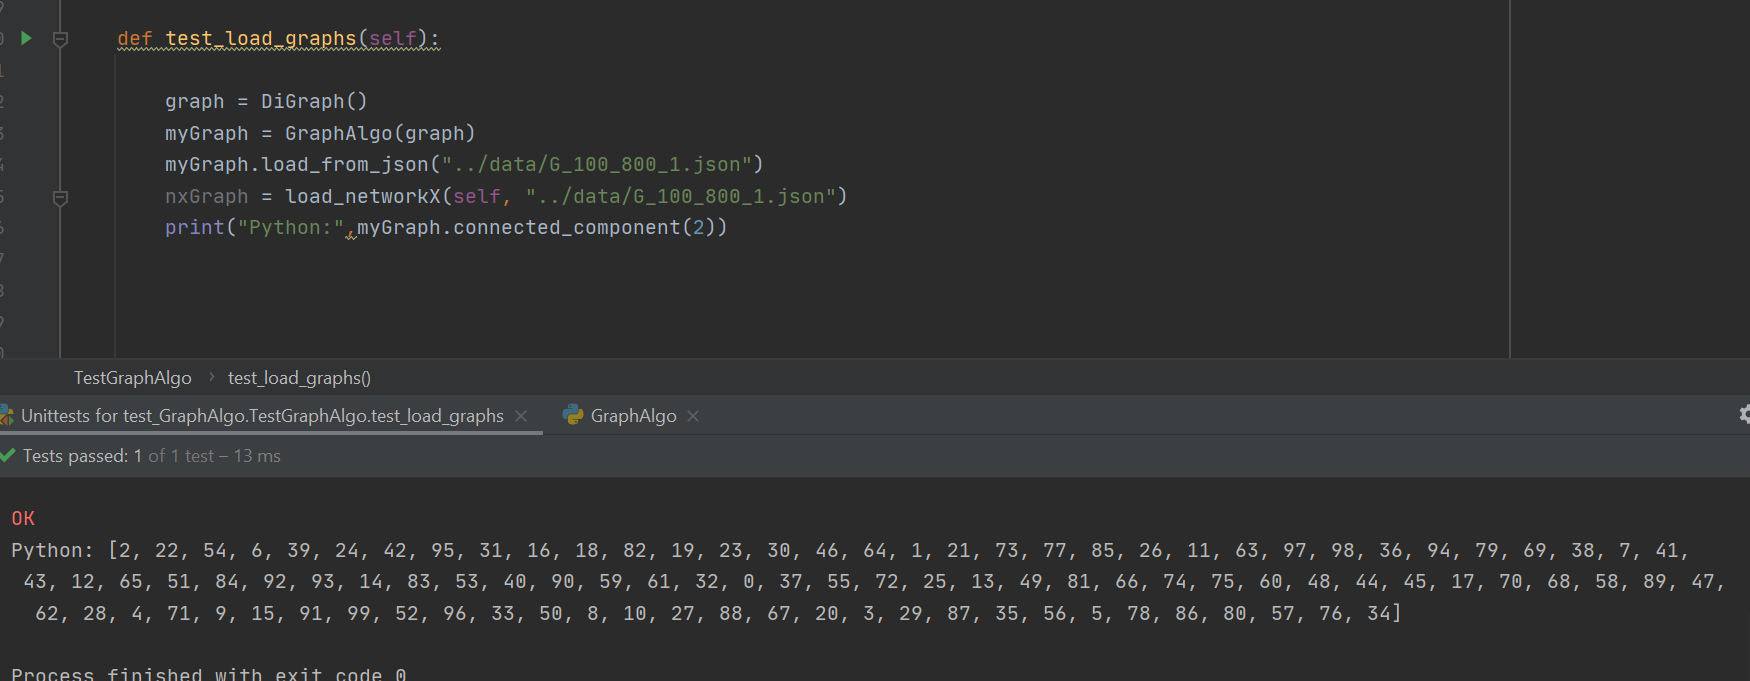 def test_load_graphs(self):
graph = DiGraph()
myGraph = GraphAlgo(graph)
myGraph.load_from_json("../data/G_100_800_1.json")
nxGraph = load_networkX(self, "../data/G_100_800_1.json")
print("Python:",myGraph.connected_component(2))
TestGraphAlgo › test_load_graphs()
Unittests for test_GraphAlgo.TestGraphAlgo.test_load_graphs × GraphAlgo ×
Tests passed: 1 of 1 test – 13 ms
OK
Python: [2, 22, 54, 6, 39, 24, 42, 95, 31, 16, 18, 82, 19, 23, 30, 46, 64, 1, 21, 73, 77, 85, 26, 11, 63, 97, 98, 36, 94, 79, 69, 38, 7, 41,
43, 12, 65, 51, 84, 92, 93, 14, 83, 53, 40, 90, 59, 61, 32, 0, 37, 55, 72, 25, 13, 49, 81, 66, 74, 75, 60, 48, 44, 45, 17, 70, 68, 58, 89, 47,
62, 28, 4, 71, 9, 15, 91, 99, 52, 96, 33, 50, 8, 10, 27, 88, 67, 20, 3, 29, 87, 35, 56, 5, 78, 86, 80, 57, 76, 34]
Process finished with exit code 0